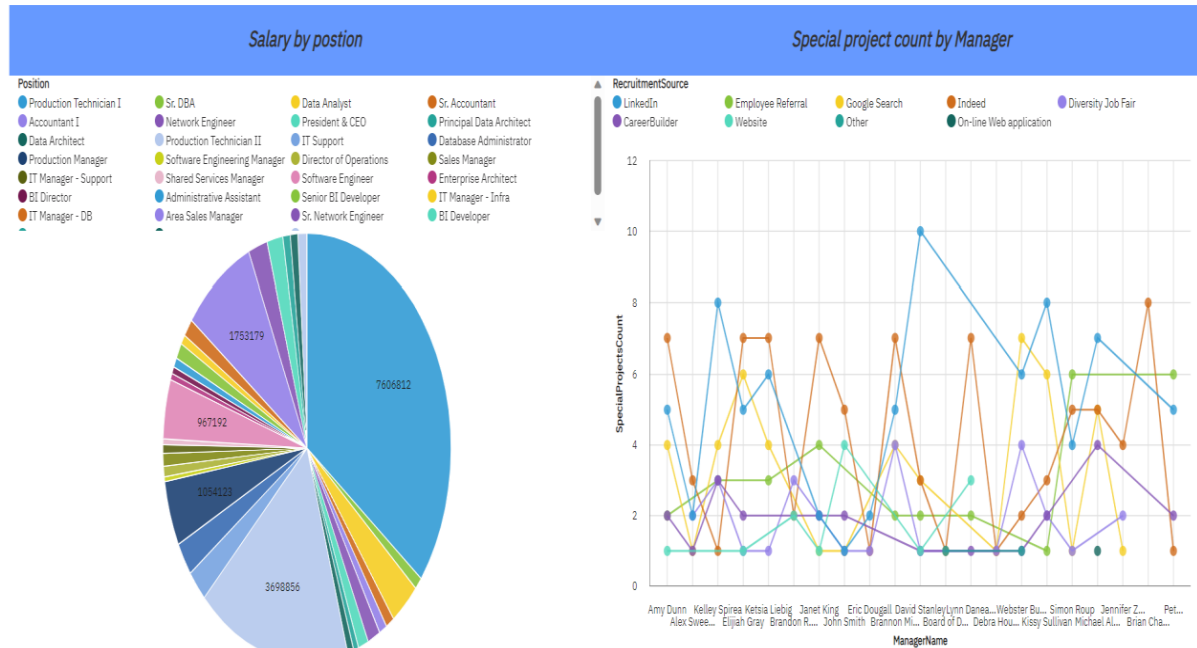 Salary by postion
Special project count by Manager
Position
Production Technician I
Sr. DBA
Data Analyst
Sr. Accountant
Accountant I
Network Engineer
President & CEO
Principal Data Architect
Data Architect
Production Technician II
IT Support
Database Administrator
Production Manager
Software Engineering Manager
Director of Operations
Sales Manager
IT Manager - Support
Shared Services Manager
Software Engineer
Enterprise Architect
BI Director
Administrative Assistant
Senior BI Developer
IT Manager - Infra
IT Manager - DB
Area Sales Manager
Sr. Network Engineer
BI Developer
7606812
1753179
967192
1054123
3698856
RecruitmentSource
LinkedIn
Employee Referral
Google Search
Indeed
Diversity Job Fair
CareerBuilder
Website
Other
On-line Web application
SpecialProjectsCount
12
10
8
6
4
2
0
Amy Dunn
Kelley Spirea
Ketsia Liebig
Janet King
Eric Dougall
David Stanley
Lynn Danea...
Webster Bu...
Simon Roup
Jennifer Z...
Pet...
Alex Swee...
Elijiah Gray
Brandon R....
John Smith
Brannon Mi...
Board of D...
Debra Hou...
Kissy Sullivan
Michael Al...
Brian Cha...
ManagerName